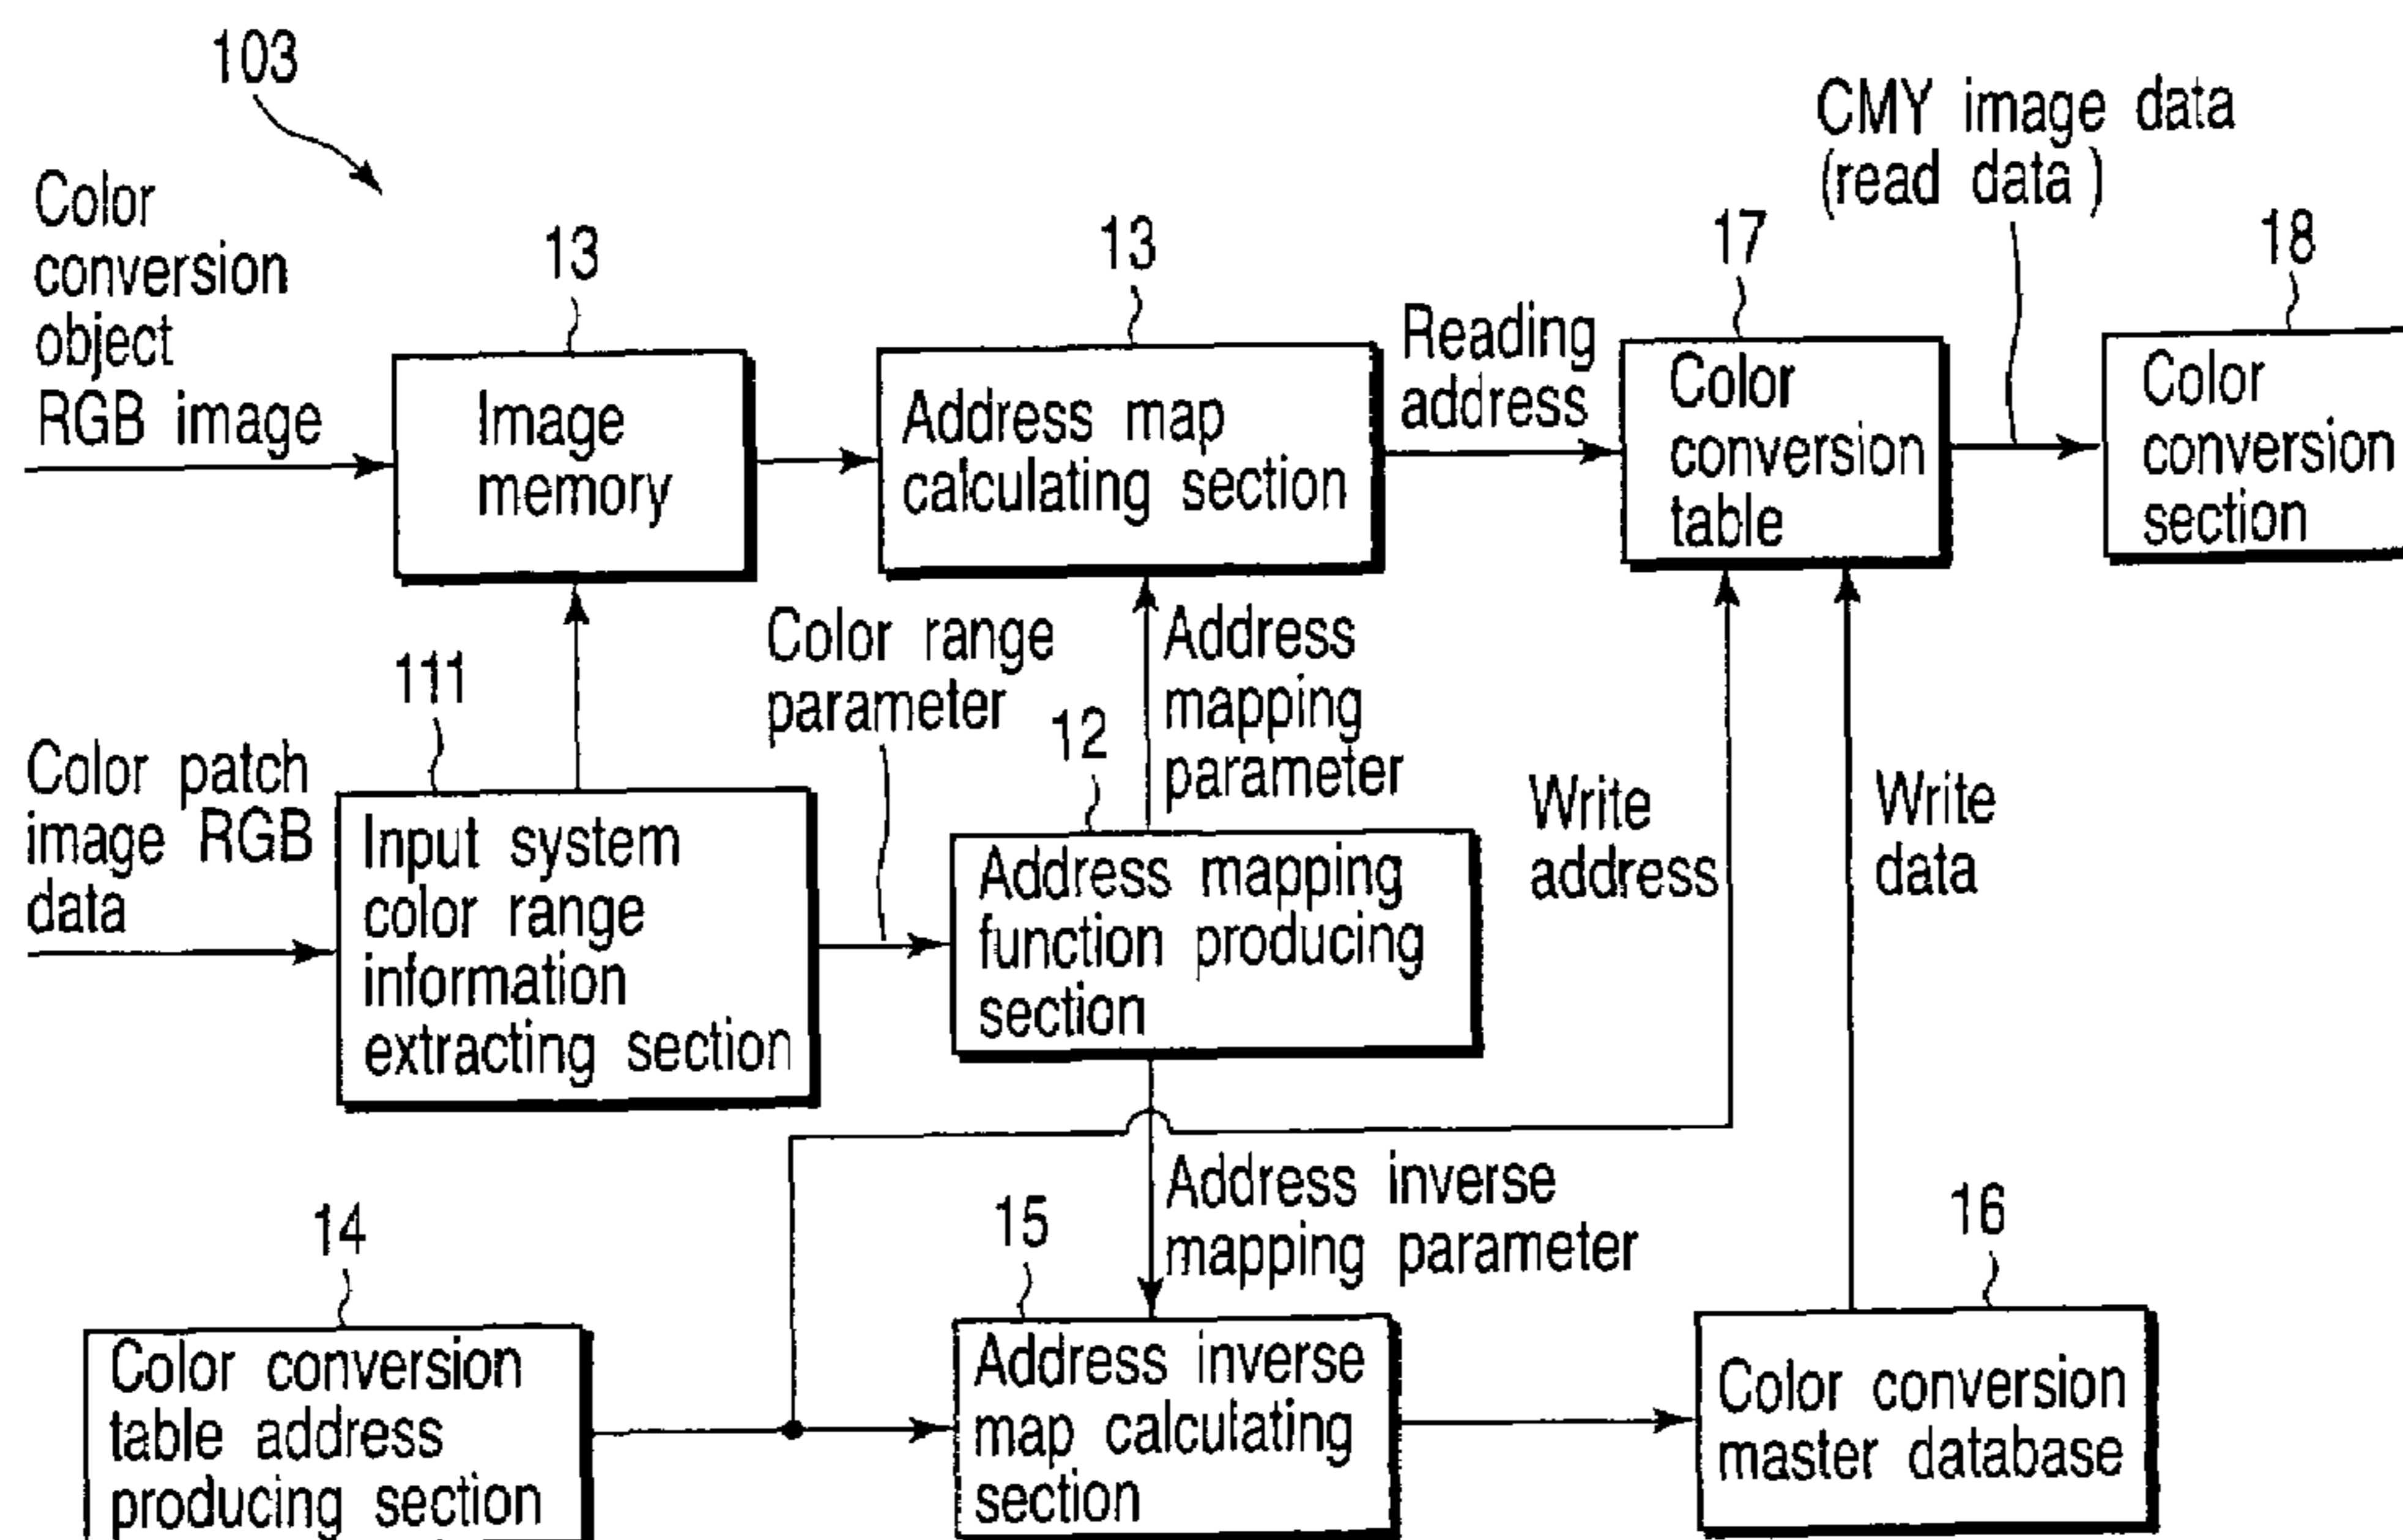 103
Color
conversion
object
RGB image
13
Image
memory
13
Address map
calculating section
Reading
address
17
Color
conversion
table
CMY image data
(read data)
18
Color
conversion
section
Color patch
image RGB
data
111
Input system
color range
information
extracting section
Color range
parameter
12
Address mapping
function producing
section
Address
mapping
parameter
Write
address
Write
data
14
Color conversion
table address
producing section
15
Address inverse
map calculating
section
Address inverse
mapping parameter
16
Color conversion
master database